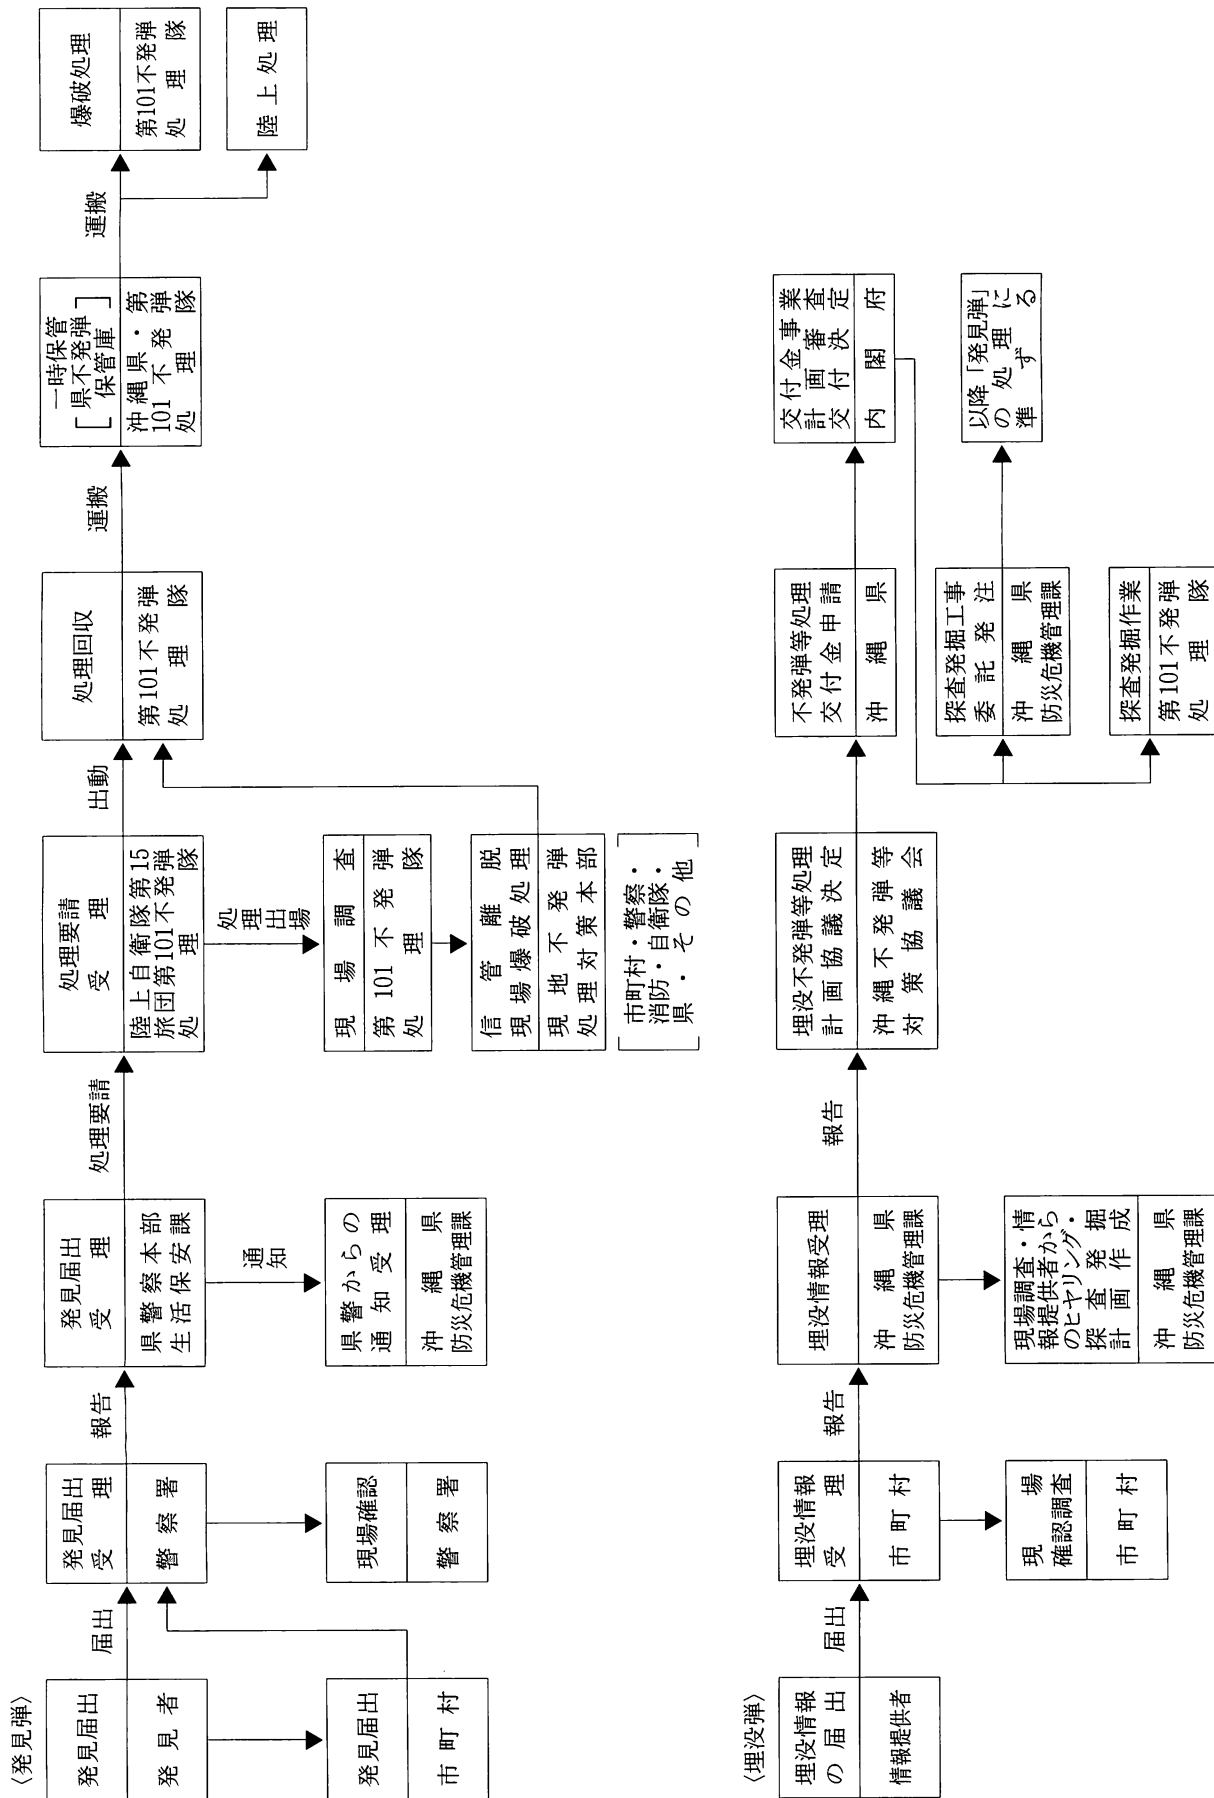 〈発見弾〉
発見届出
発見者
届出
発見届出
市町村
発見届出
受理
警察署
現場確認
警察署
報告
発見届出
受理
県警察本部
生活保安課
通知
県警からの
通知受理
沖縄県
防災危機管理課
処理要請
処理要請
受理
陸上自衛隊第15
旅団第101不発弾
処理隊
処理出場
現場調査
第101不発弾
処理隊
信管離脱
現場爆破処理
現地不発弾
処理対策本部
[市町村・警察・
消防・自衛隊・
県・その他]
出動
処理回収
第101不発弾
処理隊
運搬
一時保管
[県不発弾
保管庫]
沖縄県・第
101不発弾
処理隊
運搬
爆破処理
第101不発弾
処理隊
陸上処理
〈埋没弾〉
埋没情報
の届出
情報提供者
届出
埋没情報
受理
市町村
現場
確認調査
市町村
報告
埋没情報受理
沖縄県
防災危機管理課
現場調査・情
報提供者から
のヒヤリング・
探査発掘
計画作成
沖縄県
防災危機管理課
報告
埋没不発弾等処理
計画協議決定
沖縄不発弾等
対策協議会
不発弾等処理
交付金申請
沖縄県
交付金事業
計画審査
交付決定
内閣府
探査発掘工事
委託発注
沖縄県
防災危機管理課
以降「発見弾」
の処理に
準ずる
探査発掘作業
第101不発弾
処理隊